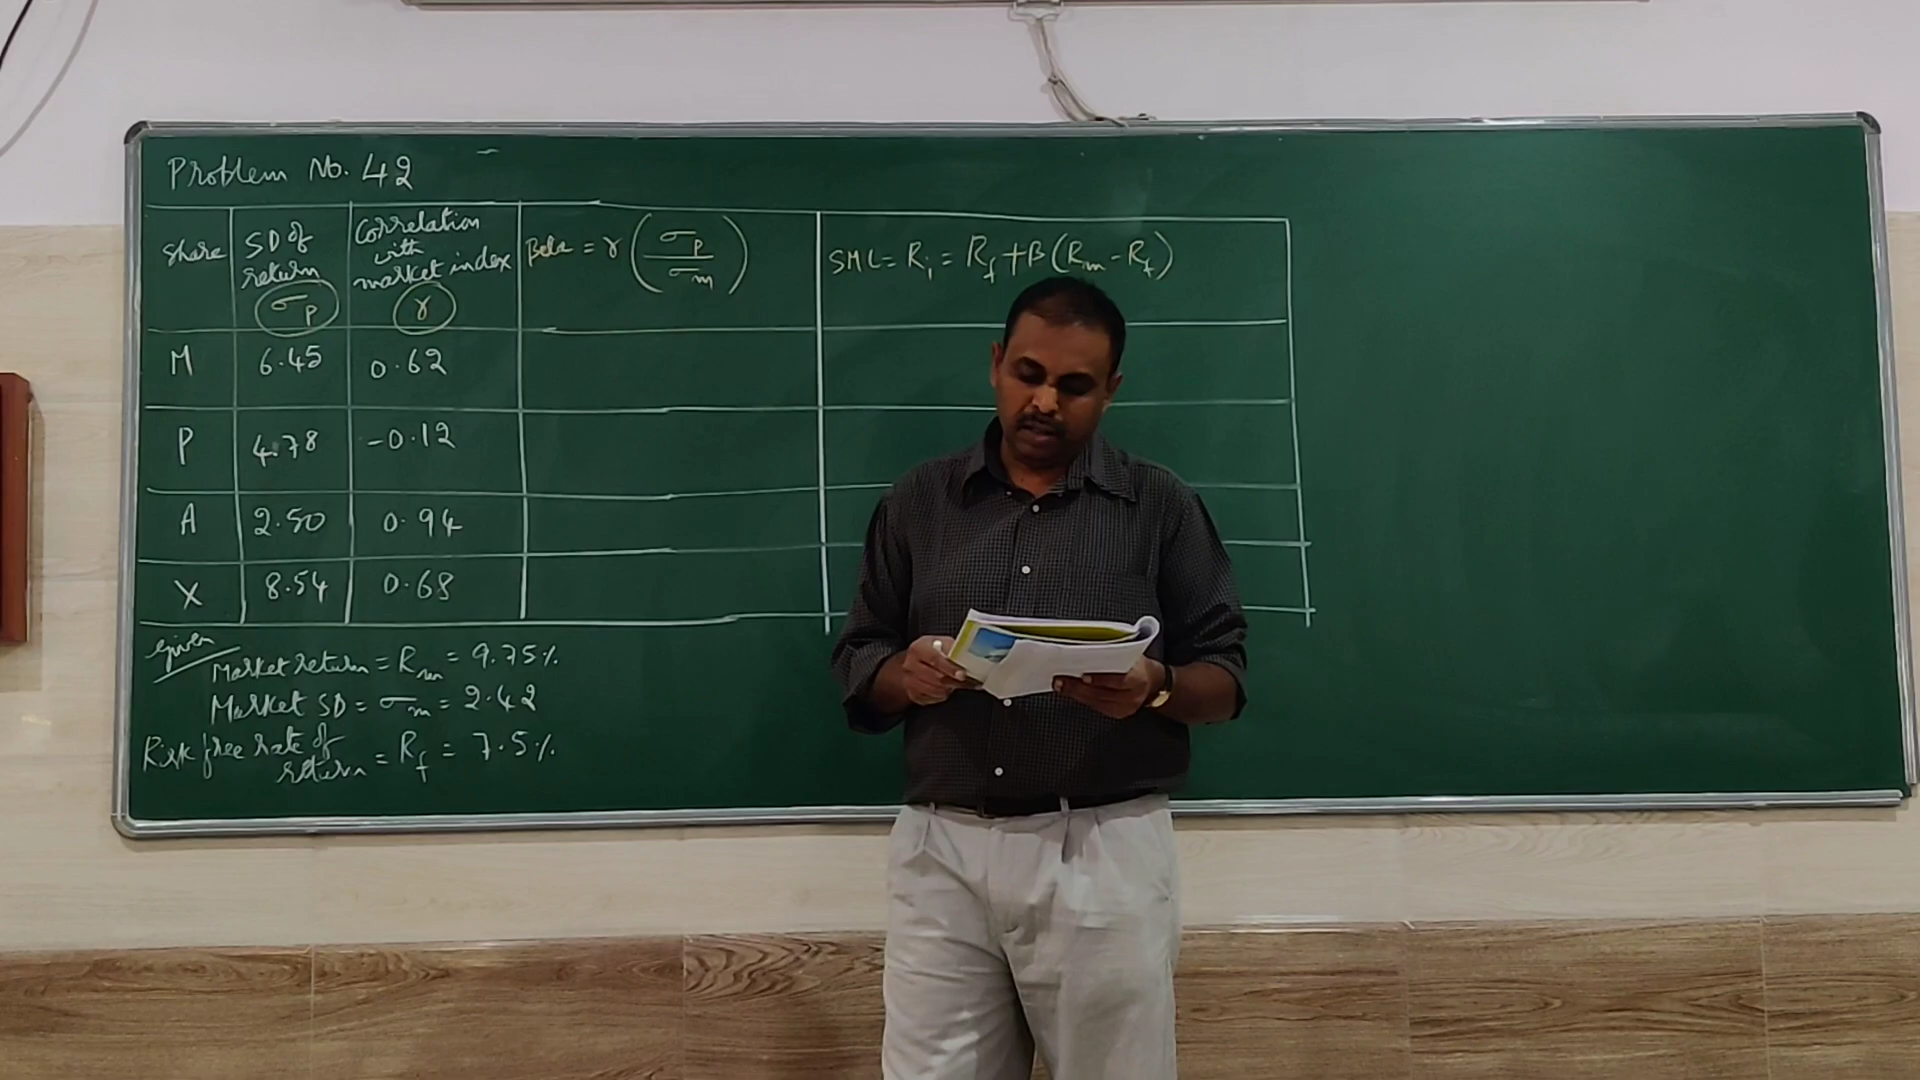 Problem No. 42
Share
SD of return σp
Correlation with market index r
Beta = r (σp / σm)
SML = Ri = Rf + β (Rm - Rf)
M 6.45 0.62
P 4.78 -0.12
A 2.50 0.94
X 8.54 0.68
given
Market return = Rm = 9.75%
Market SD = σm = 2.42
Risk free rate of return = Rf = 7.5%